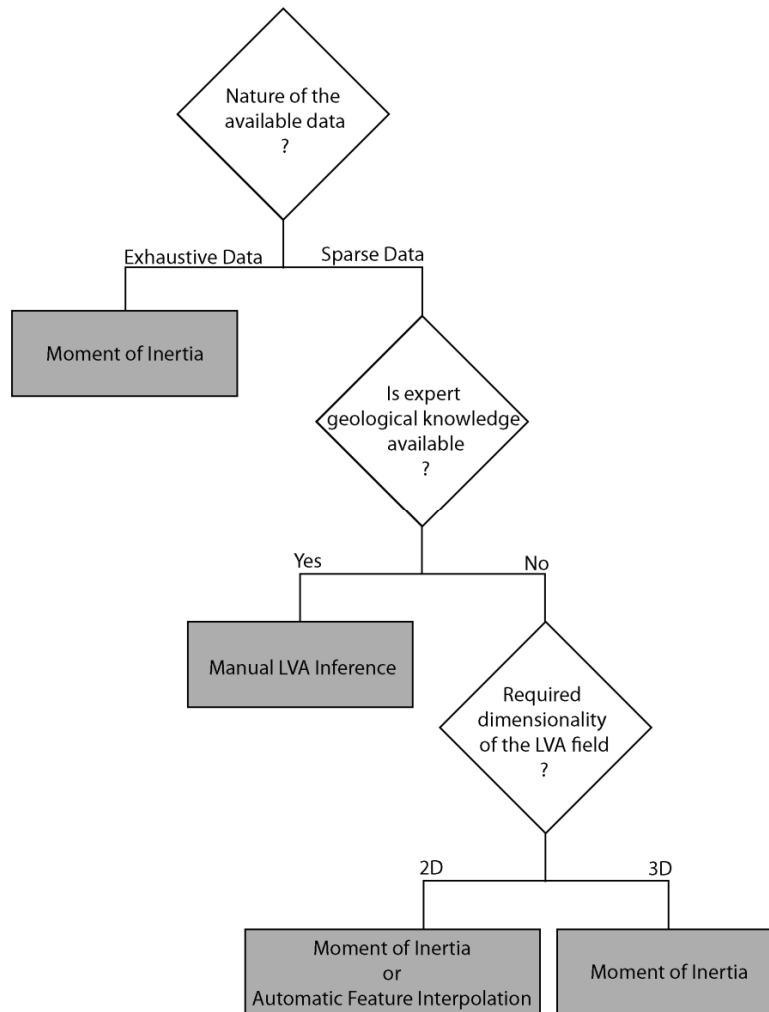 Nature of the
available data
?
Exhaustive Data
Sparse Data
Moment of Inertia
Is expert
geological knowledge
available
?
Yes
No
Manual LVA Inference
Required
dimensionality
of the LVA field
?
2D
3D
Moment of Inertia
or
Automatic Feature Interpolation
Moment of Inertia